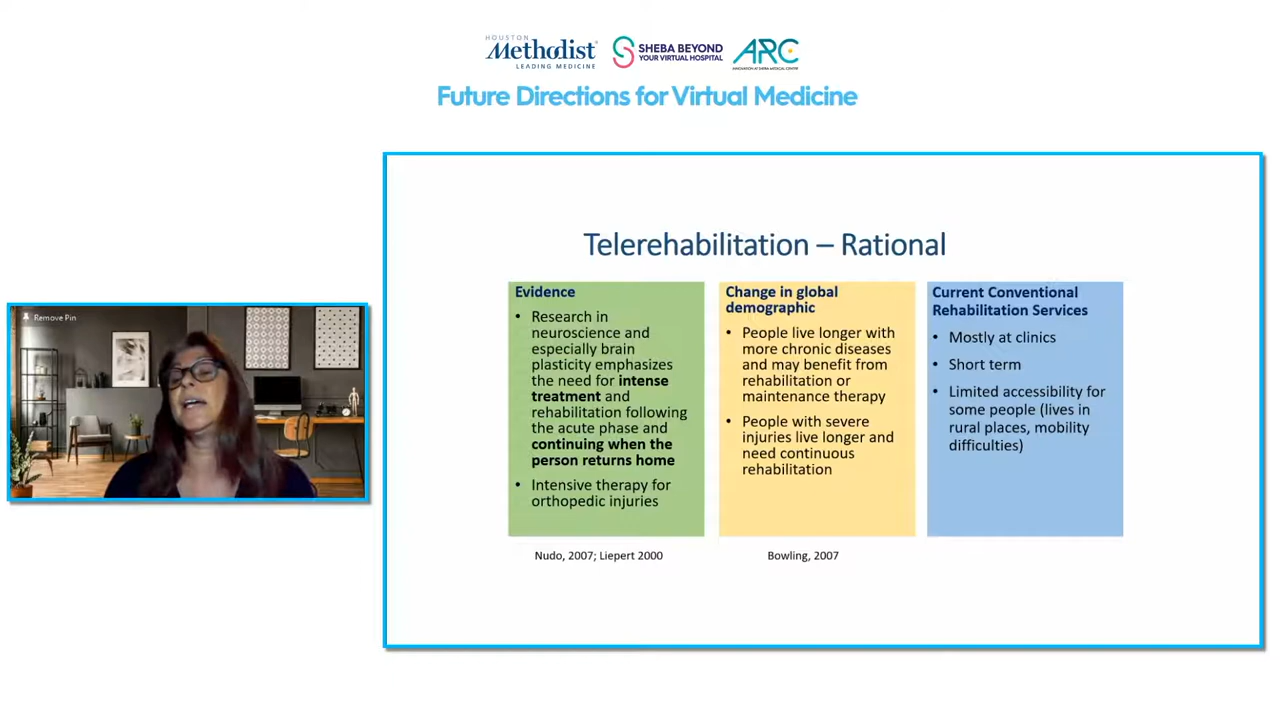 HOUSTON
Methodist
LEADING MEDICINE
SHEBA BEYOND
YOUR VIRTUAL HOSPITAL
ARC
INNOVATION AT SHEBA MEDICAL CENTER
Future Directions for Virtual Medicine
Remove Pin
Telerehabilitation – Rational
Evidence
• Research in
neuroscience and
especially brain
plasticity emphasizes
the need for intense
treatment and
rehabilitation following
the acute phase and
continuing when the
person returns home
• Intensive therapy for
orthopedic injuries
Nudo, 2007; Liepert 2000
Change in global
demographic
• People live longer with
more chronic diseases
and may benefit from
rehabilitation or
maintenance therapy
• People with severe
injuries live longer and
need continuous
rehabilitation
Bowling, 2007
Current Conventional
Rehabilitation Services
• Mostly at clinics
• Short term
• Limited accessibility for
some people (lives in
rural places, mobility
difficulties)